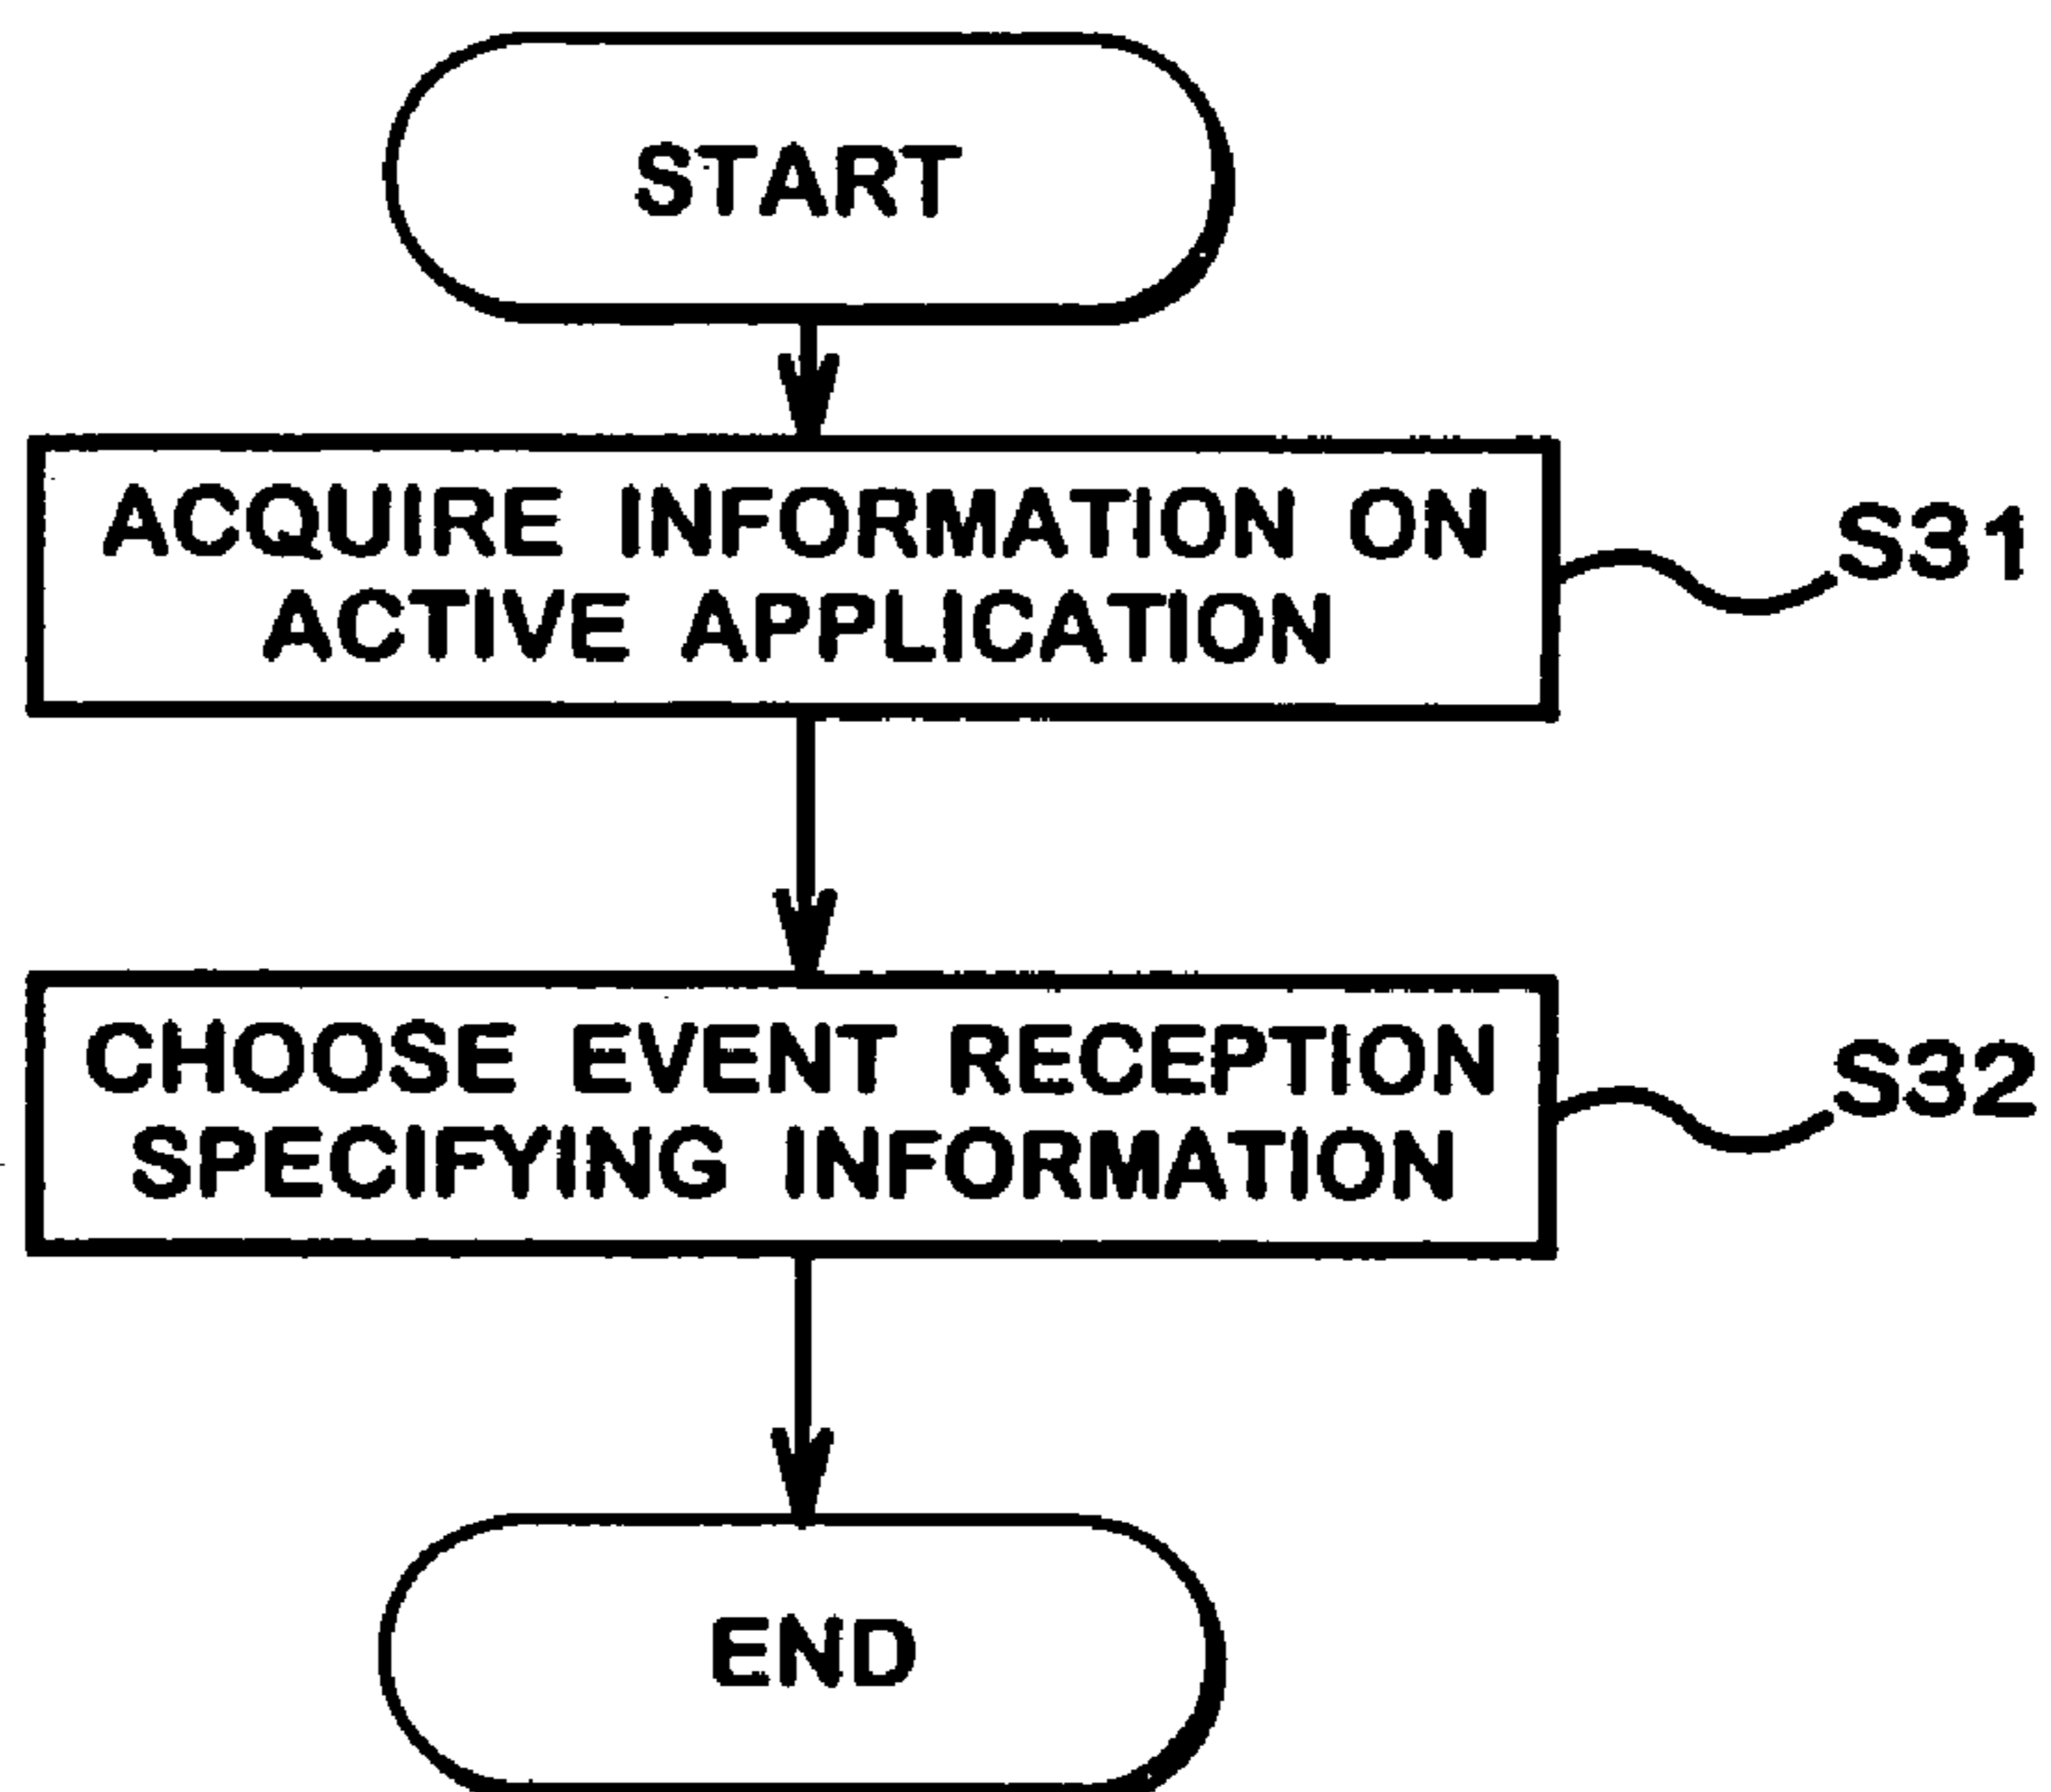 START
ACQUIRE INFORMATION ON
ACTIVE APPLICATION
S31
CHOOSE EVENT RECEPTION
SPECIFYING INFORMATION
S32
END